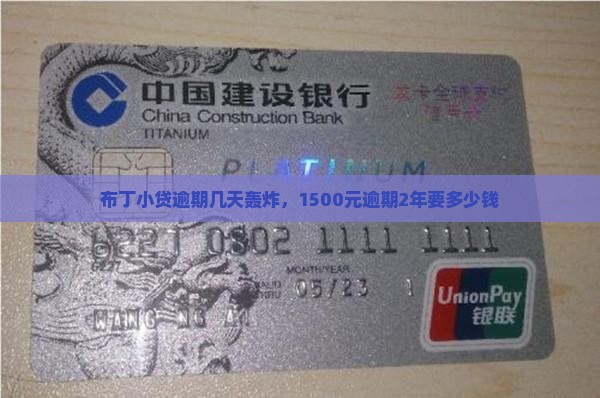 中国建设银行
China Construction Bank
TITANIUM
PLATINUM
布丁小贷逾期几天轰炸，1500元逾期2年要多少钱
0802 1111 1111
MONTH/YEAR
VALID THRU 05/23
UnionPay
银联